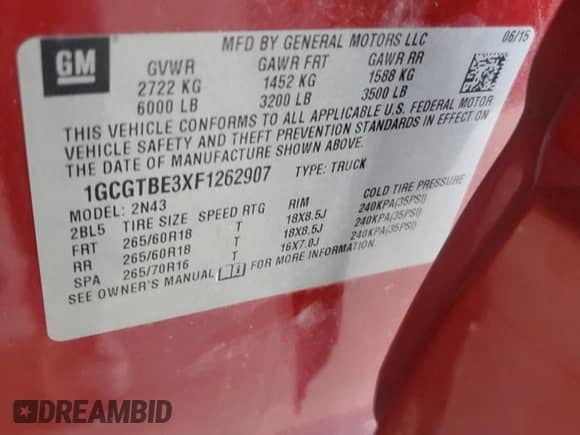 GM
MFD BY GENERAL MOTORS LLC 06/15
GVWR GAWR FRT GAWR RR
2722 KG 1452 KG 1588 KG
6000 LB 3200 LB 3500 LB
THIS VEHICLE CONFORMS TO ALL APPLICABLE U.S. FEDERAL MOTOR
VEHICLE SAFETY AND THEFT PREVENTION STANDARDS IN EFFECT ON
THE DATE OF MANUFACTURE SHOWN ABOVE.
1GCGTBE3XF1262907 TYPE: TRUCK
MODEL: 2N43
2BL5 TIRE SIZE SPEED RTG RIM COLD TIRE PRESSURE
FRT 265/60R18 T 18X8.5J 240KPA(35PSI)
RR 265/60R18 T 18X8.5J 240KPA(35PSI)
SPA 265/70R16 T 16X7.0J 240KPA(35PSI)
SEE OWNER'S MANUAL FOR MORE INFORMATION.
DREAMBID